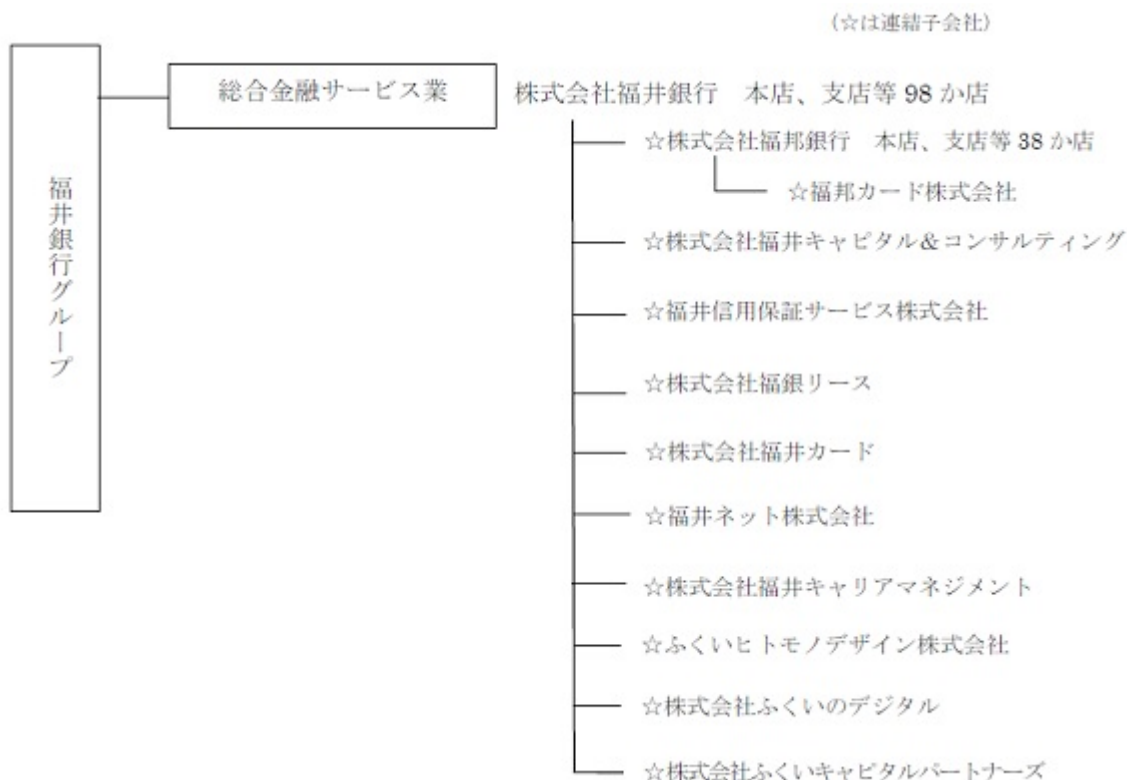 (☆は連結子会社)
福井銀行グループ
総合金融サービス業
株式会社福井銀行　本店、支店等 98 か店
☆株式会社福邦銀行　本店、支店等 38 か店
☆福邦カード株式会社
☆株式会社福井キャピタル&コンサルティング
☆福井信用保証サービス株式会社
☆株式会社福銀リース
☆株式会社福井カード
☆福井ネット株式会社
☆株式会社福井キャリアマネジメント
☆ふくいヒトモノデザイン株式会社
☆株式会社ふくいのデジタル
☆株式会社ふくいキャピタルパートナーズ